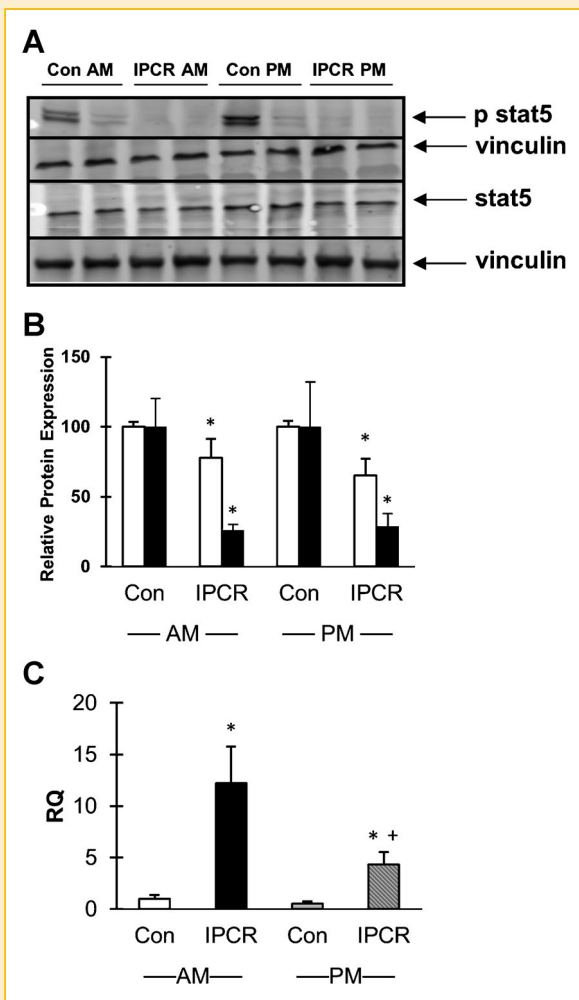 A
Con AM IPCR AM Con PM IPCR PM
p stat5
vinculin
stat5
vinculin
B
Relative Protein Expression
150
100
50
0
* * * *
Con IPCR Con IPCR
AM PM
C
RQ
20
15
10
5
0
* * +
Con IPCR Con IPCR
AM PM